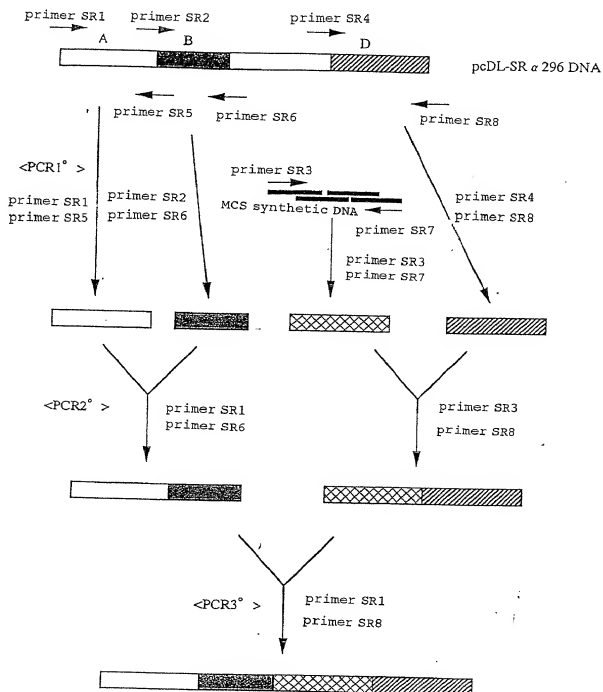 primer SR1
primer SR2
primer SR4
A
B
D
pcDL-SR α 296 DNA
primer SR5
primer SR6
primer SR8
<PCR1° >
primer SR1
primer SR5
primer SR2
primer SR6
primer SR3
MCS synthetic DNA
primer SR7
primer SR3
primer SR7
primer SR4
primer SR8
<PCR2° >
primer SR1
primer SR6
primer SR3
primer SR8
<PCR3° >
primer SR1
primer SR8